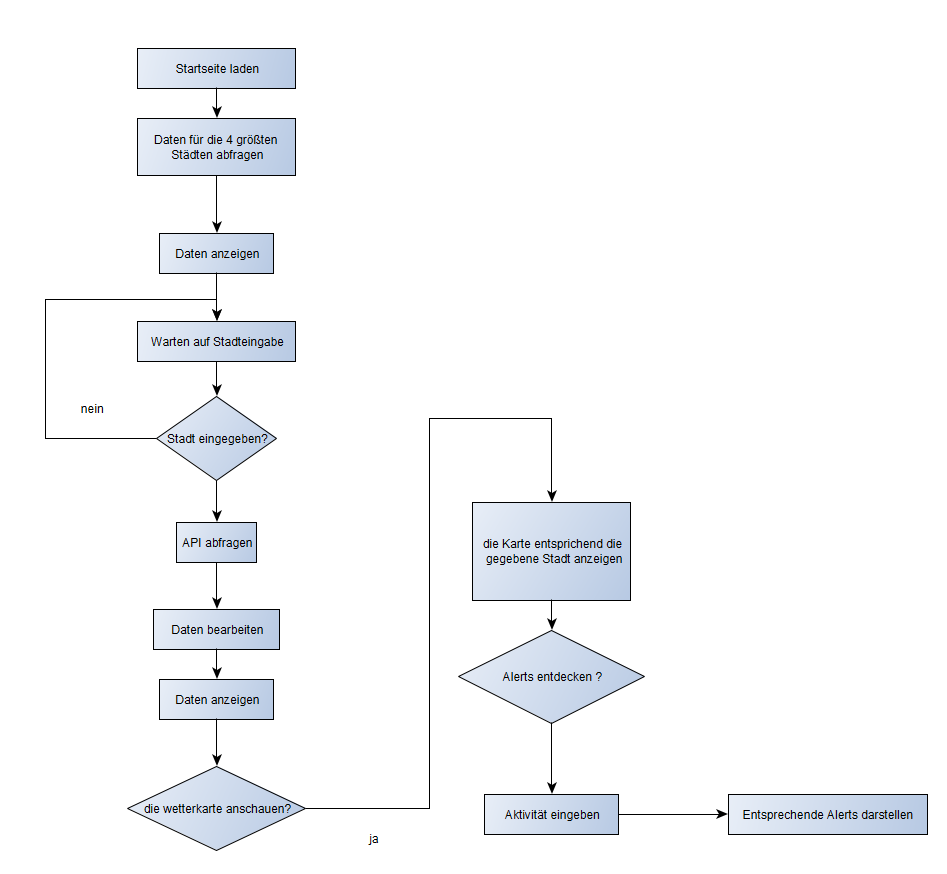 Startseite laden
Daten für die 4 größten
Städten abfragen
Daten anzeigen
Warten auf Stadteingabe
nein
Stadt eingegeben?
API abfragen
Daten bearbeiten
Daten anzeigen
die wetterkarte anschauen?
ja
die Karte entsprichend die
gegebene Stadt anzeigen
Alerts entdecken ?
Aktivität eingeben
Entsprechende Alerts darstellen